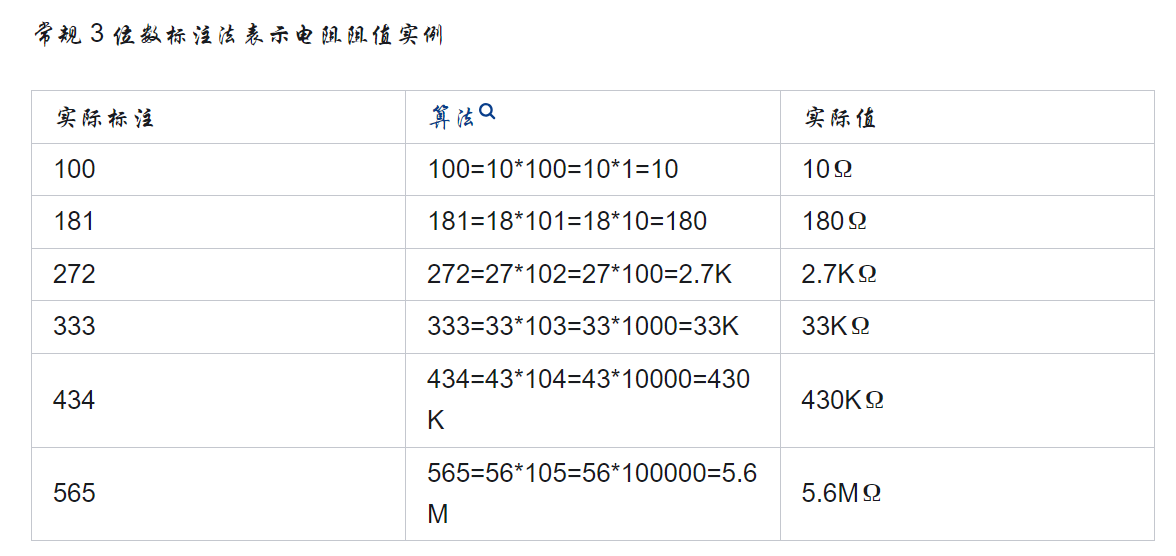 常规3位数标注法表示电阻阻值实例
实际标注 算法 实际值
100 100=10*100=10*1=10 10Ω
181 181=18*101=18*10=180 180Ω
272 272=27*102=27*100=2.7K 2.7KΩ
333 333=33*103=33*1000=33K 33KΩ
434 434=43*104=43*10000=430
K 430KΩ
565 565=56*105=56*100000=5.6
M 5.6MΩ